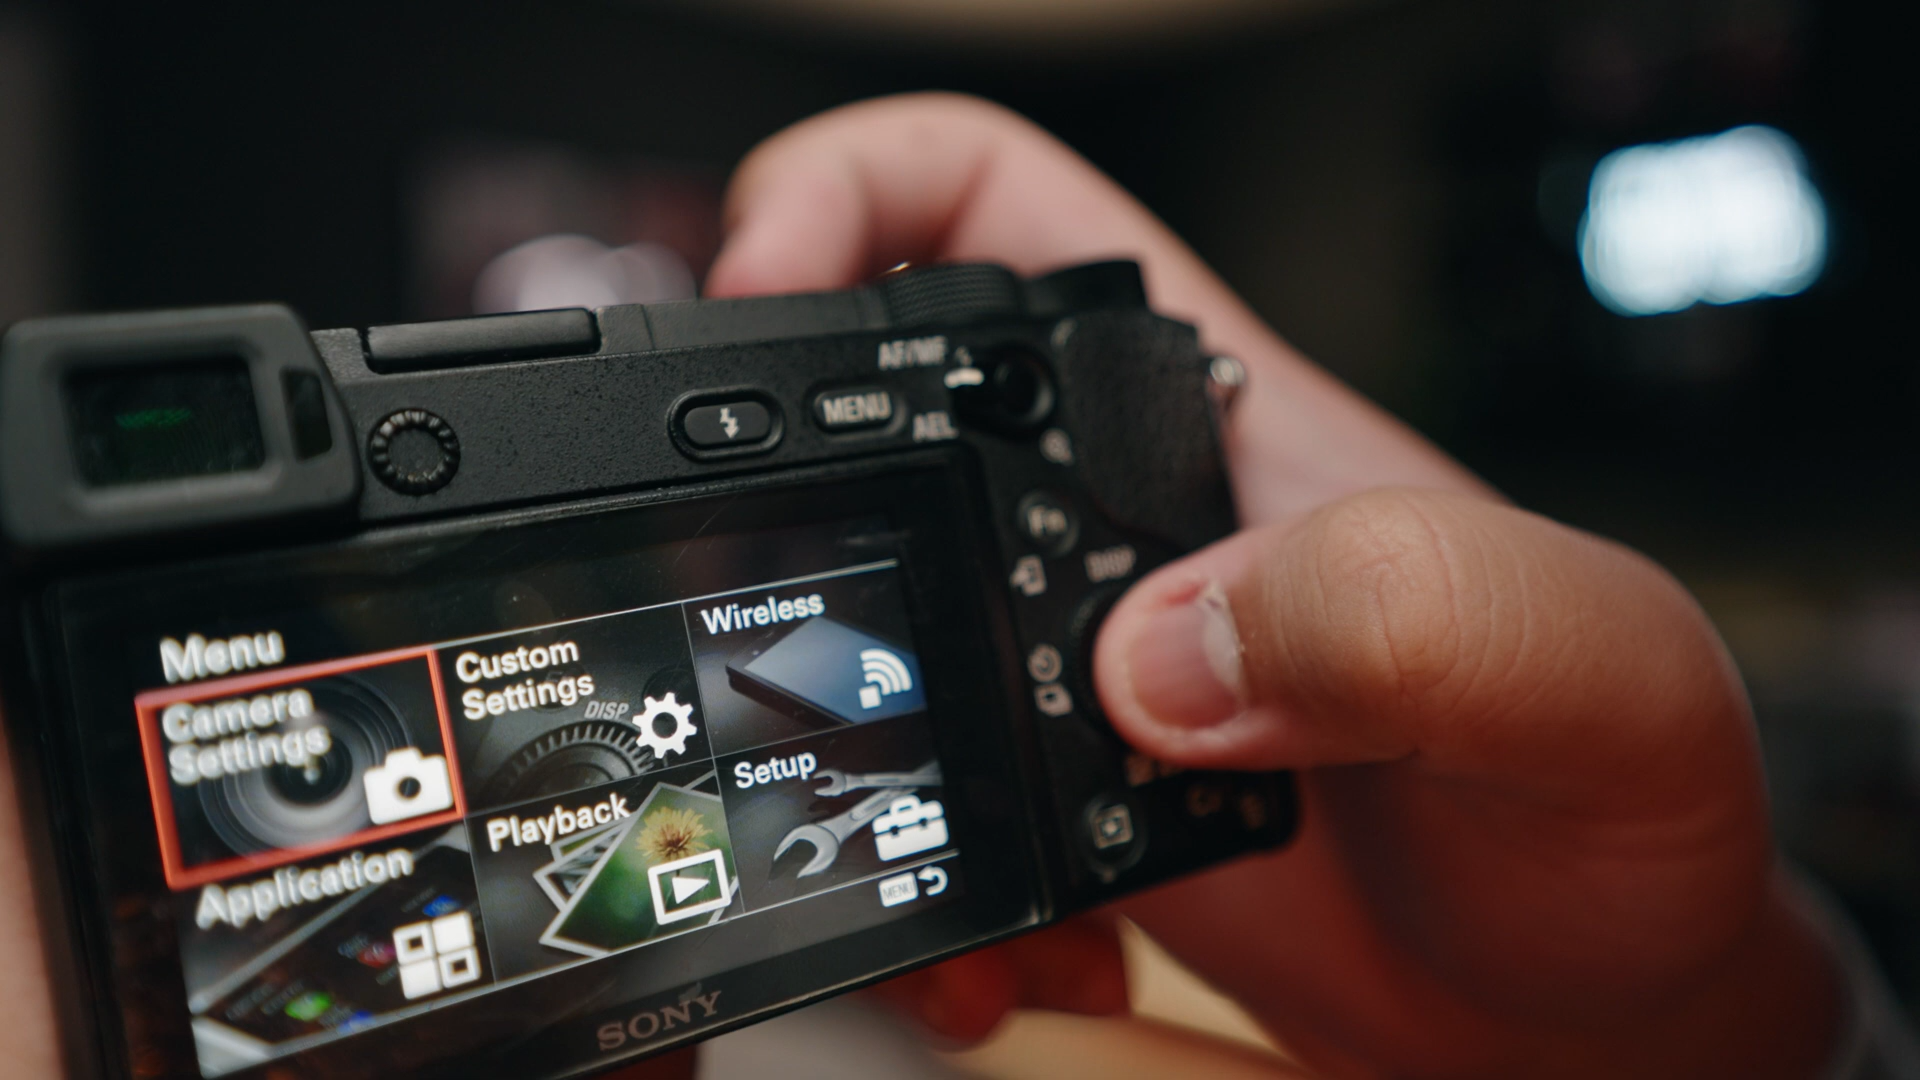 AF/MF
MENU
AEL
Fn
DISP
Menu
Camera
Settings
Custom
Settings
DISP
Wireless
Application
Playback
Setup
MENU
SONY